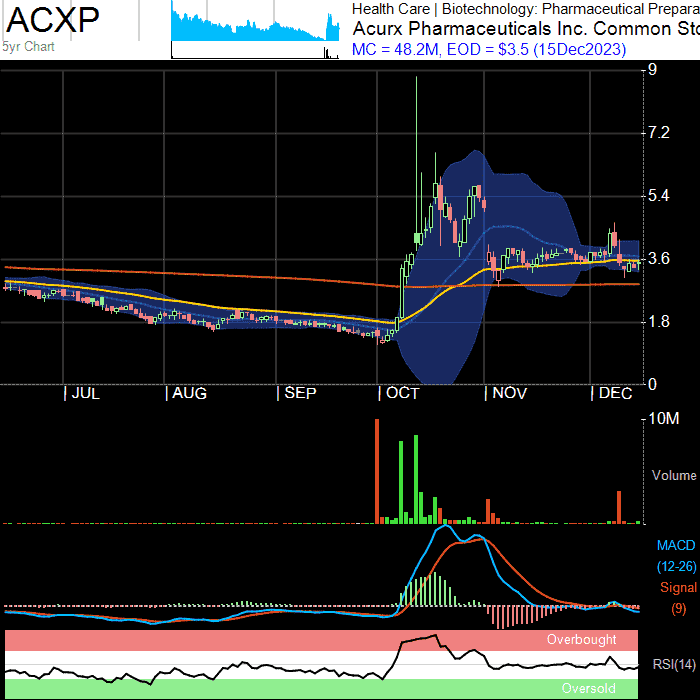 ACXP
5yr Chart
Health Care | Biotechnology: Pharmaceutical Prepara
Acurx Pharmaceuticals Inc. Common Sto
MC = 48.2M, EOD = $3.5 (15Dec2023)
9
7.2
5.4
3.6
1.8
0
| JUL | AUG | SEP | OCT | NOV | DEC
10M
Volume
MACD
(12-26)
Signal
(9)
Overbought
RSI(14)
Oversold